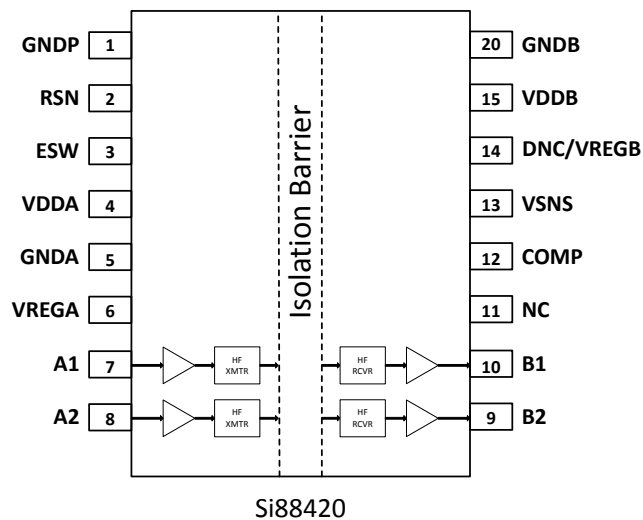 GNDP 1 20 GNDB
RSN 2 15 VDDB
ESW 3 14 DNC/VREGB
VDDA 4 13 VSNS
GNDA 5 12 COMP
VREGA 6 11 NC
Isolation Barrier
A1 7 HF XMTR HF RCVR 10 B1
A2 8 HF XMTR HF RCVR 9 B2
Si88420